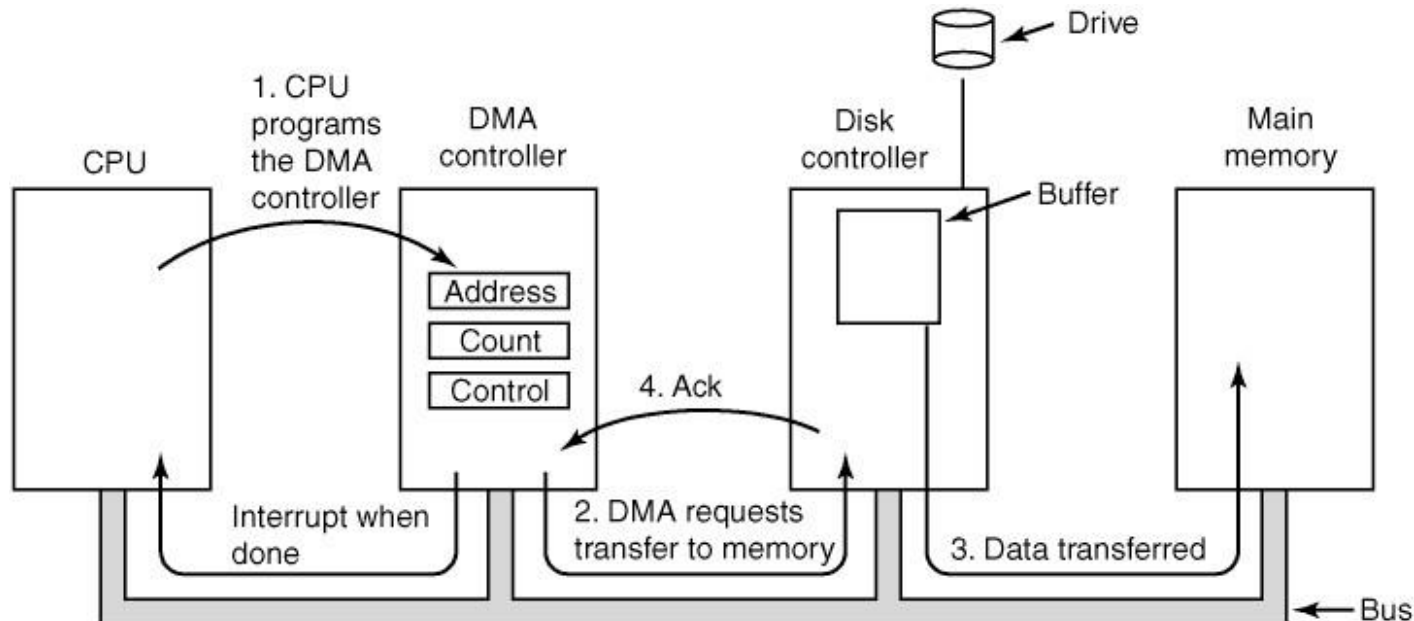 Drive
1. CPU
programs
the DMA
controller
CPU
DMA
controller
Disk
controller
Main
memory
Buffer
Address
Count
Control
4. Ack
Interrupt when
done
2. DMA requests
transfer to memory
3. Data transferred
Bus